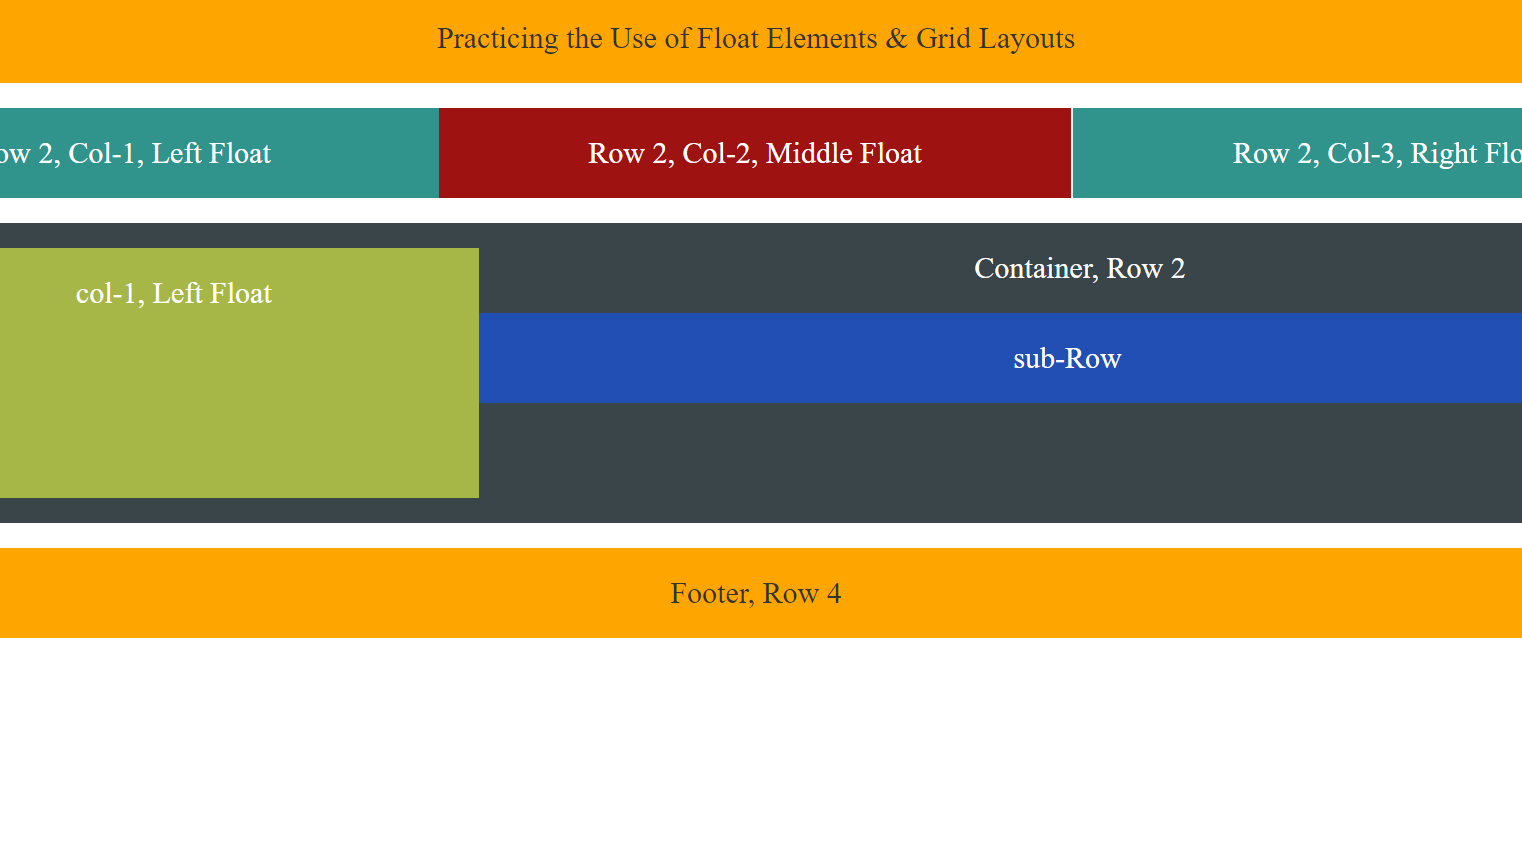 Practicing the Use of Float Elements & Grid Layouts
ow 2, Col-1, Left Float
Row 2, Col-2, Middle Float
Row 2, Col-3, Right Flo
Container, Row 2
col-1, Left Float
sub-Row
Footer, Row 4